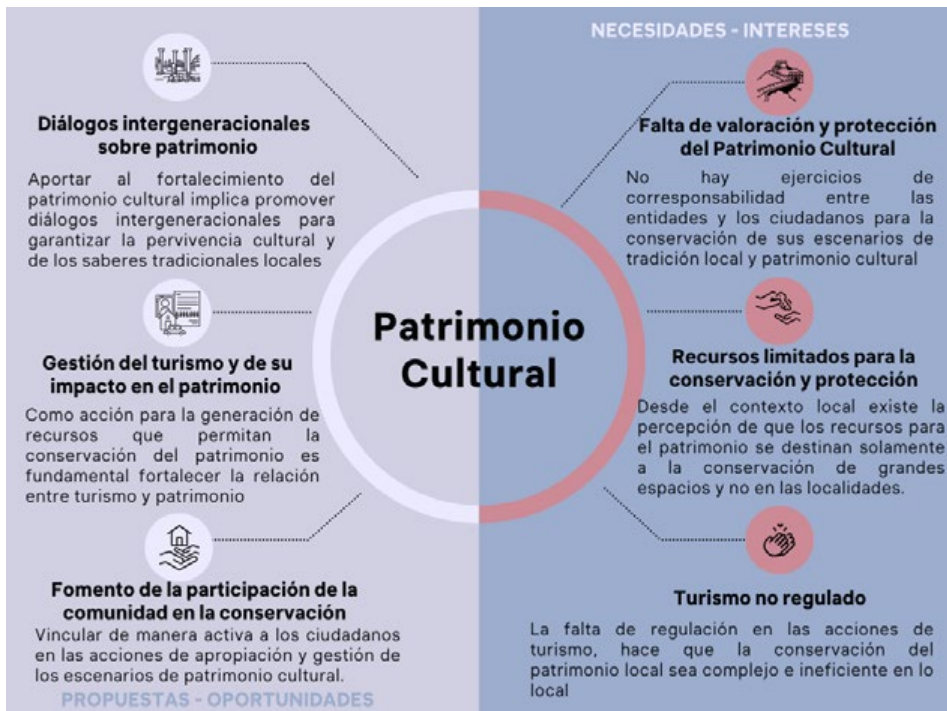 Diálogos intergeneracionales
sobre patrimonio
Aportar al fortalecimiento del
patrimonio cultural implica promover
diálogos intergeneracionales para
garantizar la pervivencia cultural y
de los saberes tradicionales locales
Gestión del turismo y de su
impacto en el patrimonio
Como acción para la generación de
recursos que permitan la
conservación del patrimonio es
fundamental fortalecer la relación
entre turismo y patrimonio
Fomento de la participación de la
comunidad en la conservación
Vincular de manera activa a los ciudadanos
en las acciones de apropiación y gestión de
los escenarios de patrimonio cultural.
PROPUESTAS - OPORTUNIDADES
Patrimonio
Cultural
NECESIDADES - INTERESES
Falta de valoración y protección
del Patrimonio Cultural
No hay ejercicios de
corresponsabilidad entre las
entidades y los ciudadanos para la
conservación de sus escenarios de
tradición local y patrimonio cultural
Recursos limitados para la
conservación y protección
Desde el contexto local existe la
percepción de que los recursos para
el patrimonio se destinan solamente
a la conservación de grandes
espacios y no en las localidades.
Turismo no regulado
La falta de regulación en las acciones de
turismo, hace que la conservación del
patrimonio local sea complejo e ineficiente en lo
local